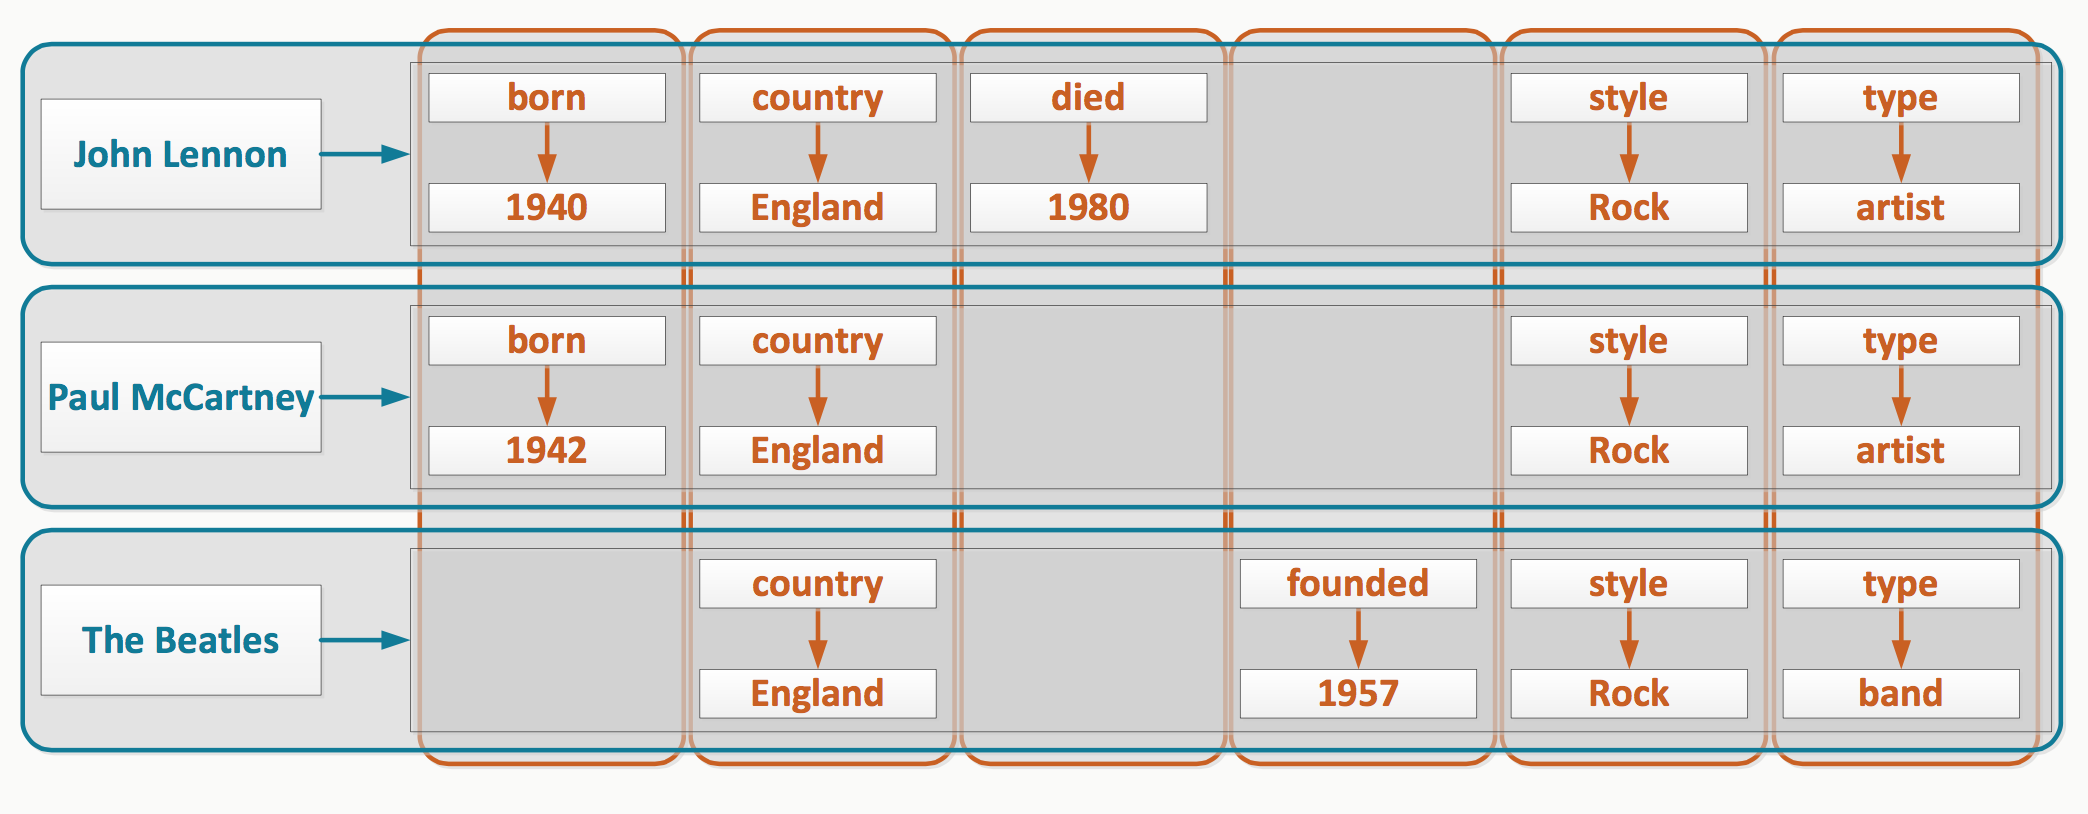 born country died style type
John Lennon
1940 England 1980 Rock artist
born country style type
Paul McCartney
1942 England Rock artist
country founded style type
The Beatles
England 1957 Rock band